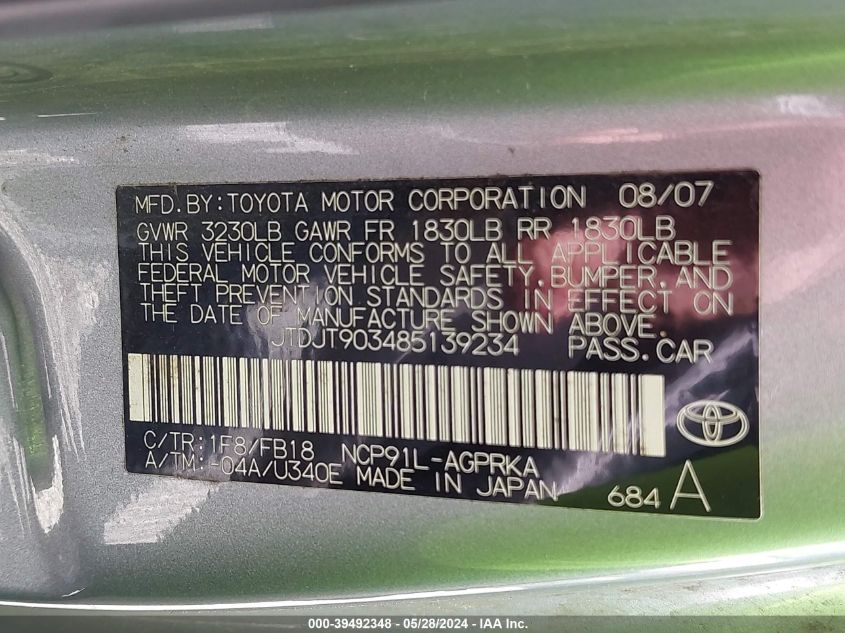 MFD.BY:TOYOTA MOTOR CORPORATION 08/07
GVWR 3230LB GAWR FR 1830LB RR 1830LB
THIS VEHICLE CONFORMS TO ALL APPLICABLE
FEDERAL MOTOR VEHICLE SAFETY,BUMPER,AND
THEFT PREVENTION STANDARDS IN EFFECT ON
THE DATE OF MANUFACTURE SHOWN ABOVE.
JTDJT903485139234 PASS.CAR
C/TR:1F8/FB18 NCP91L-AGPRKA
A/TM:-04A/U340E MADE IN JAPAN 684 A
000-39492348 - 05/28/2024 - IAAI Inc.